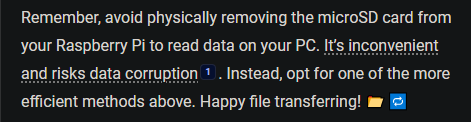 Remember, avoid physically removing the microSD card from
your Raspberry Pi to read data on your PC. It's inconvenient
and risks data corruption 1 . Instead, opt for one of the more
efficient methods above. Happy file transferring! 📂 🔁